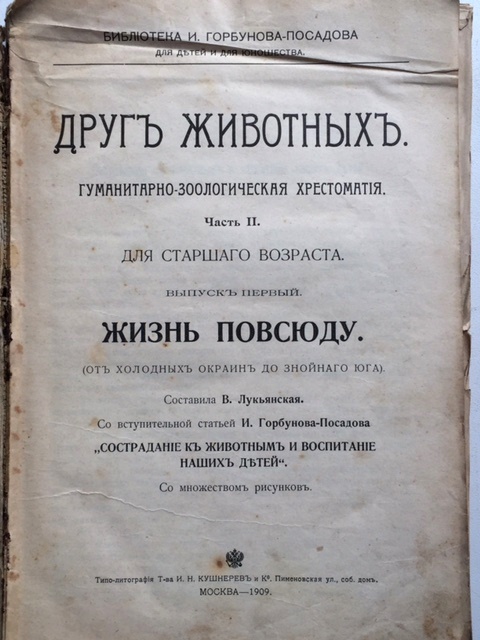 БИБЛІОТЕКА И. ГОРБУНОВА-ПОСАДОВА
ДЛЯ ДѢТЕЙ И ДЛЯ ЮНОШЕСТВА.
ДРУГЪ ЖИВОТНЫХЪ.
ГУМАНИТАРНО-ЗООЛОГИЧЕСКАЯ ХРЕСТОМАТІЯ.
Часть II.
ДЛЯ СТАРШАГО ВОЗРАСТА.
ВЫПУСКЪ ПЕРВЫЙ.
ЖИЗНЬ ПОВСЮДУ.
(ОТЪ ХОЛОДНЫХЪ ОКРАИНЪ ДО ЗНОЙНАГО ЮГА).
Составила В. Лукьянская.
Со вступительной статьей И. Горбунова-Посадова
„СОСТРАДАНІЕ КЪ ЖИВОТНЫМЪ И ВОСПИТАНІЕ
НАШИХЪ ДѢТЕЙ“.
Со множествомъ рисунковъ.
Типо-литографія Т-ва И. Н. КУШНЕРЕВЪ и К°. Пименовская ул., соб. домъ.
МОСКВА—1909.